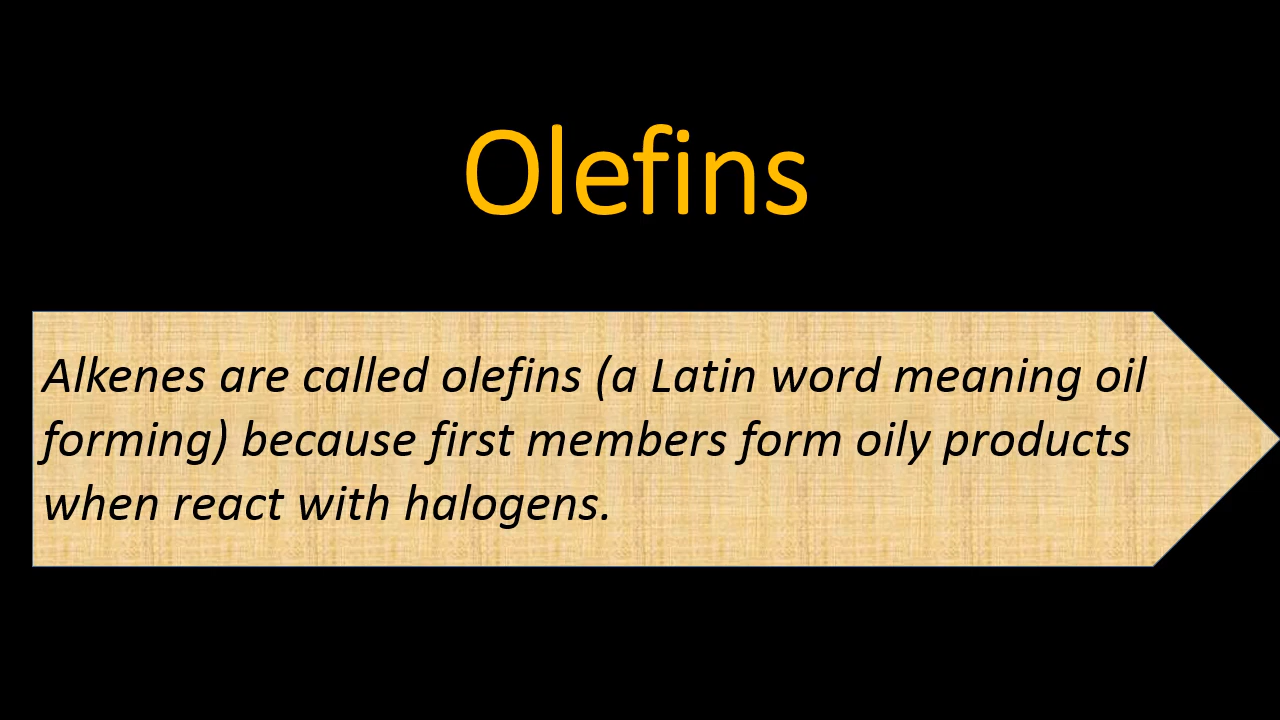 Olefins
Alkenes are called olefins (a Latin word meaning oil
forming) because first members form oily products
when react with halogens.